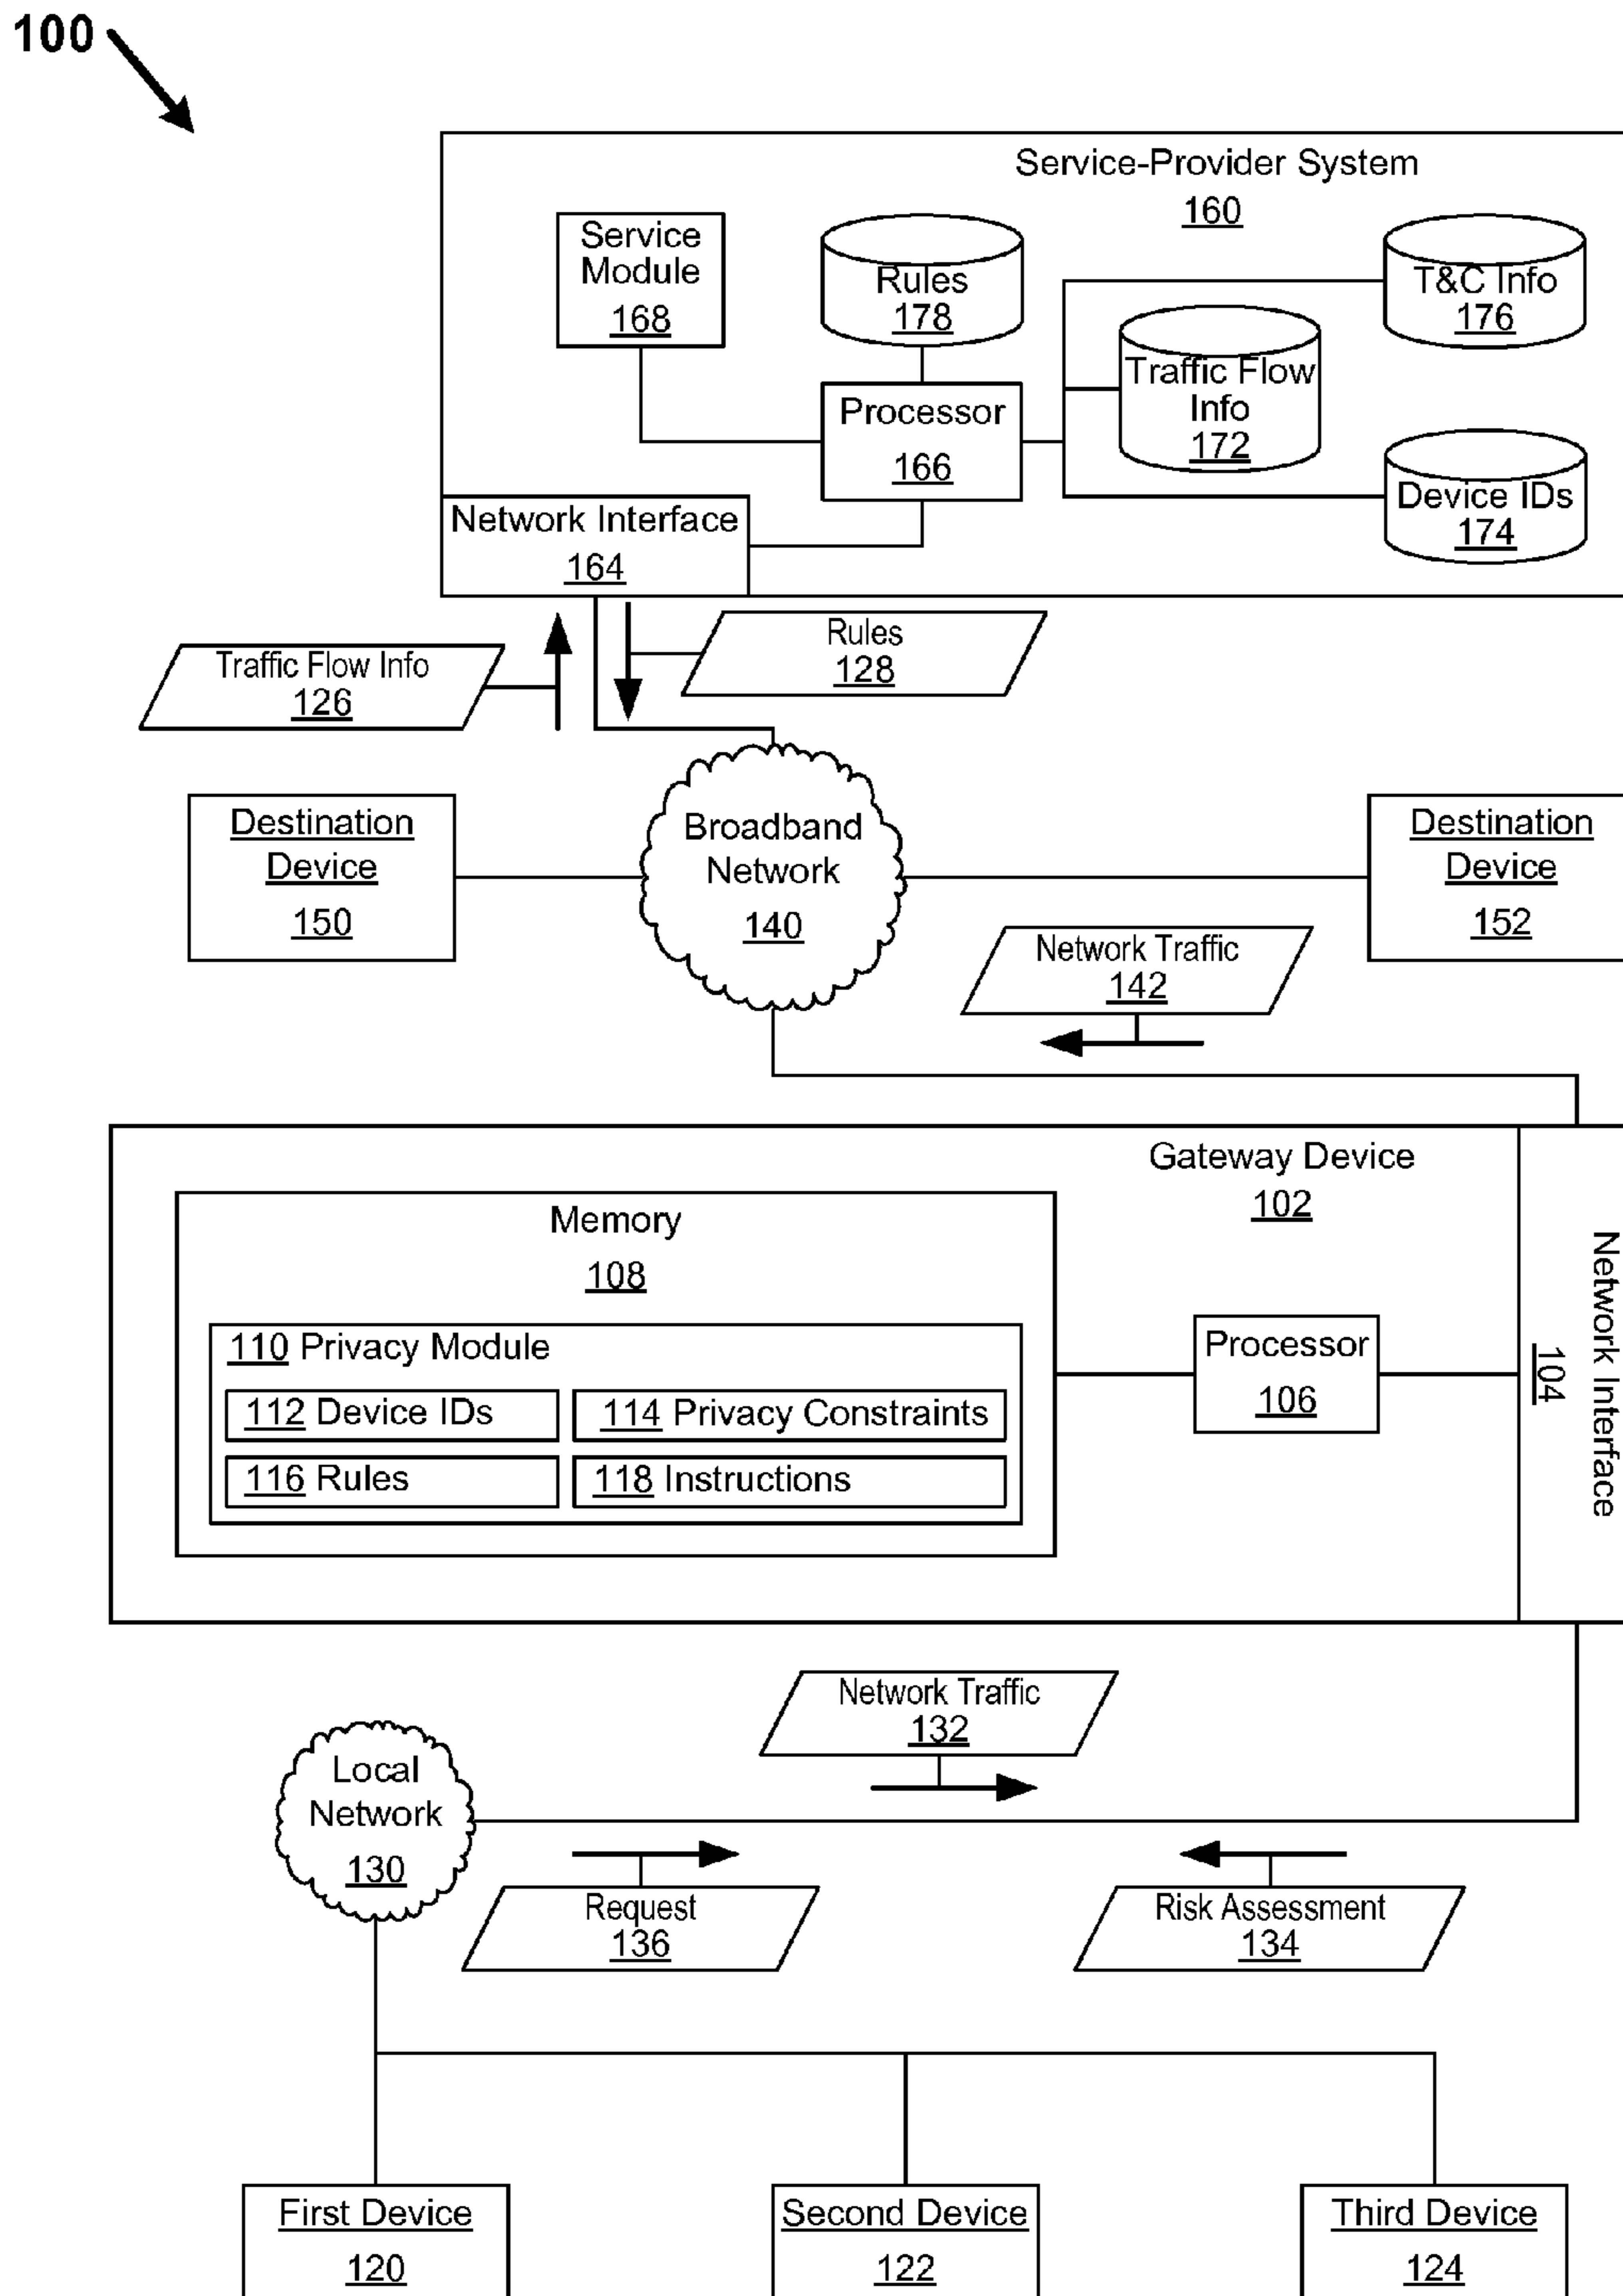 100
Service-Provider System
160
Service
Module
168
Rules
178
T&C Info
176
Traffic Flow
Info
172
Processor
166
Device IDs
174
Network Interface
164
Traffic Flow Info
126
Rules
128
Destination
Device
150
Broadband
Network
140
Destination
Device
152
Network Traffic
142
Gateway Device
102
Memory
108
110 Privacy Module
112 Device IDs
114 Privacy Constraints
116 Rules
118 Instructions
Processor
106
Network Interface
104
Network Traffic
132
Local
Network
130
Request
136
Risk Assessment
134
First Device
120
Second Device
122
Third Device
124